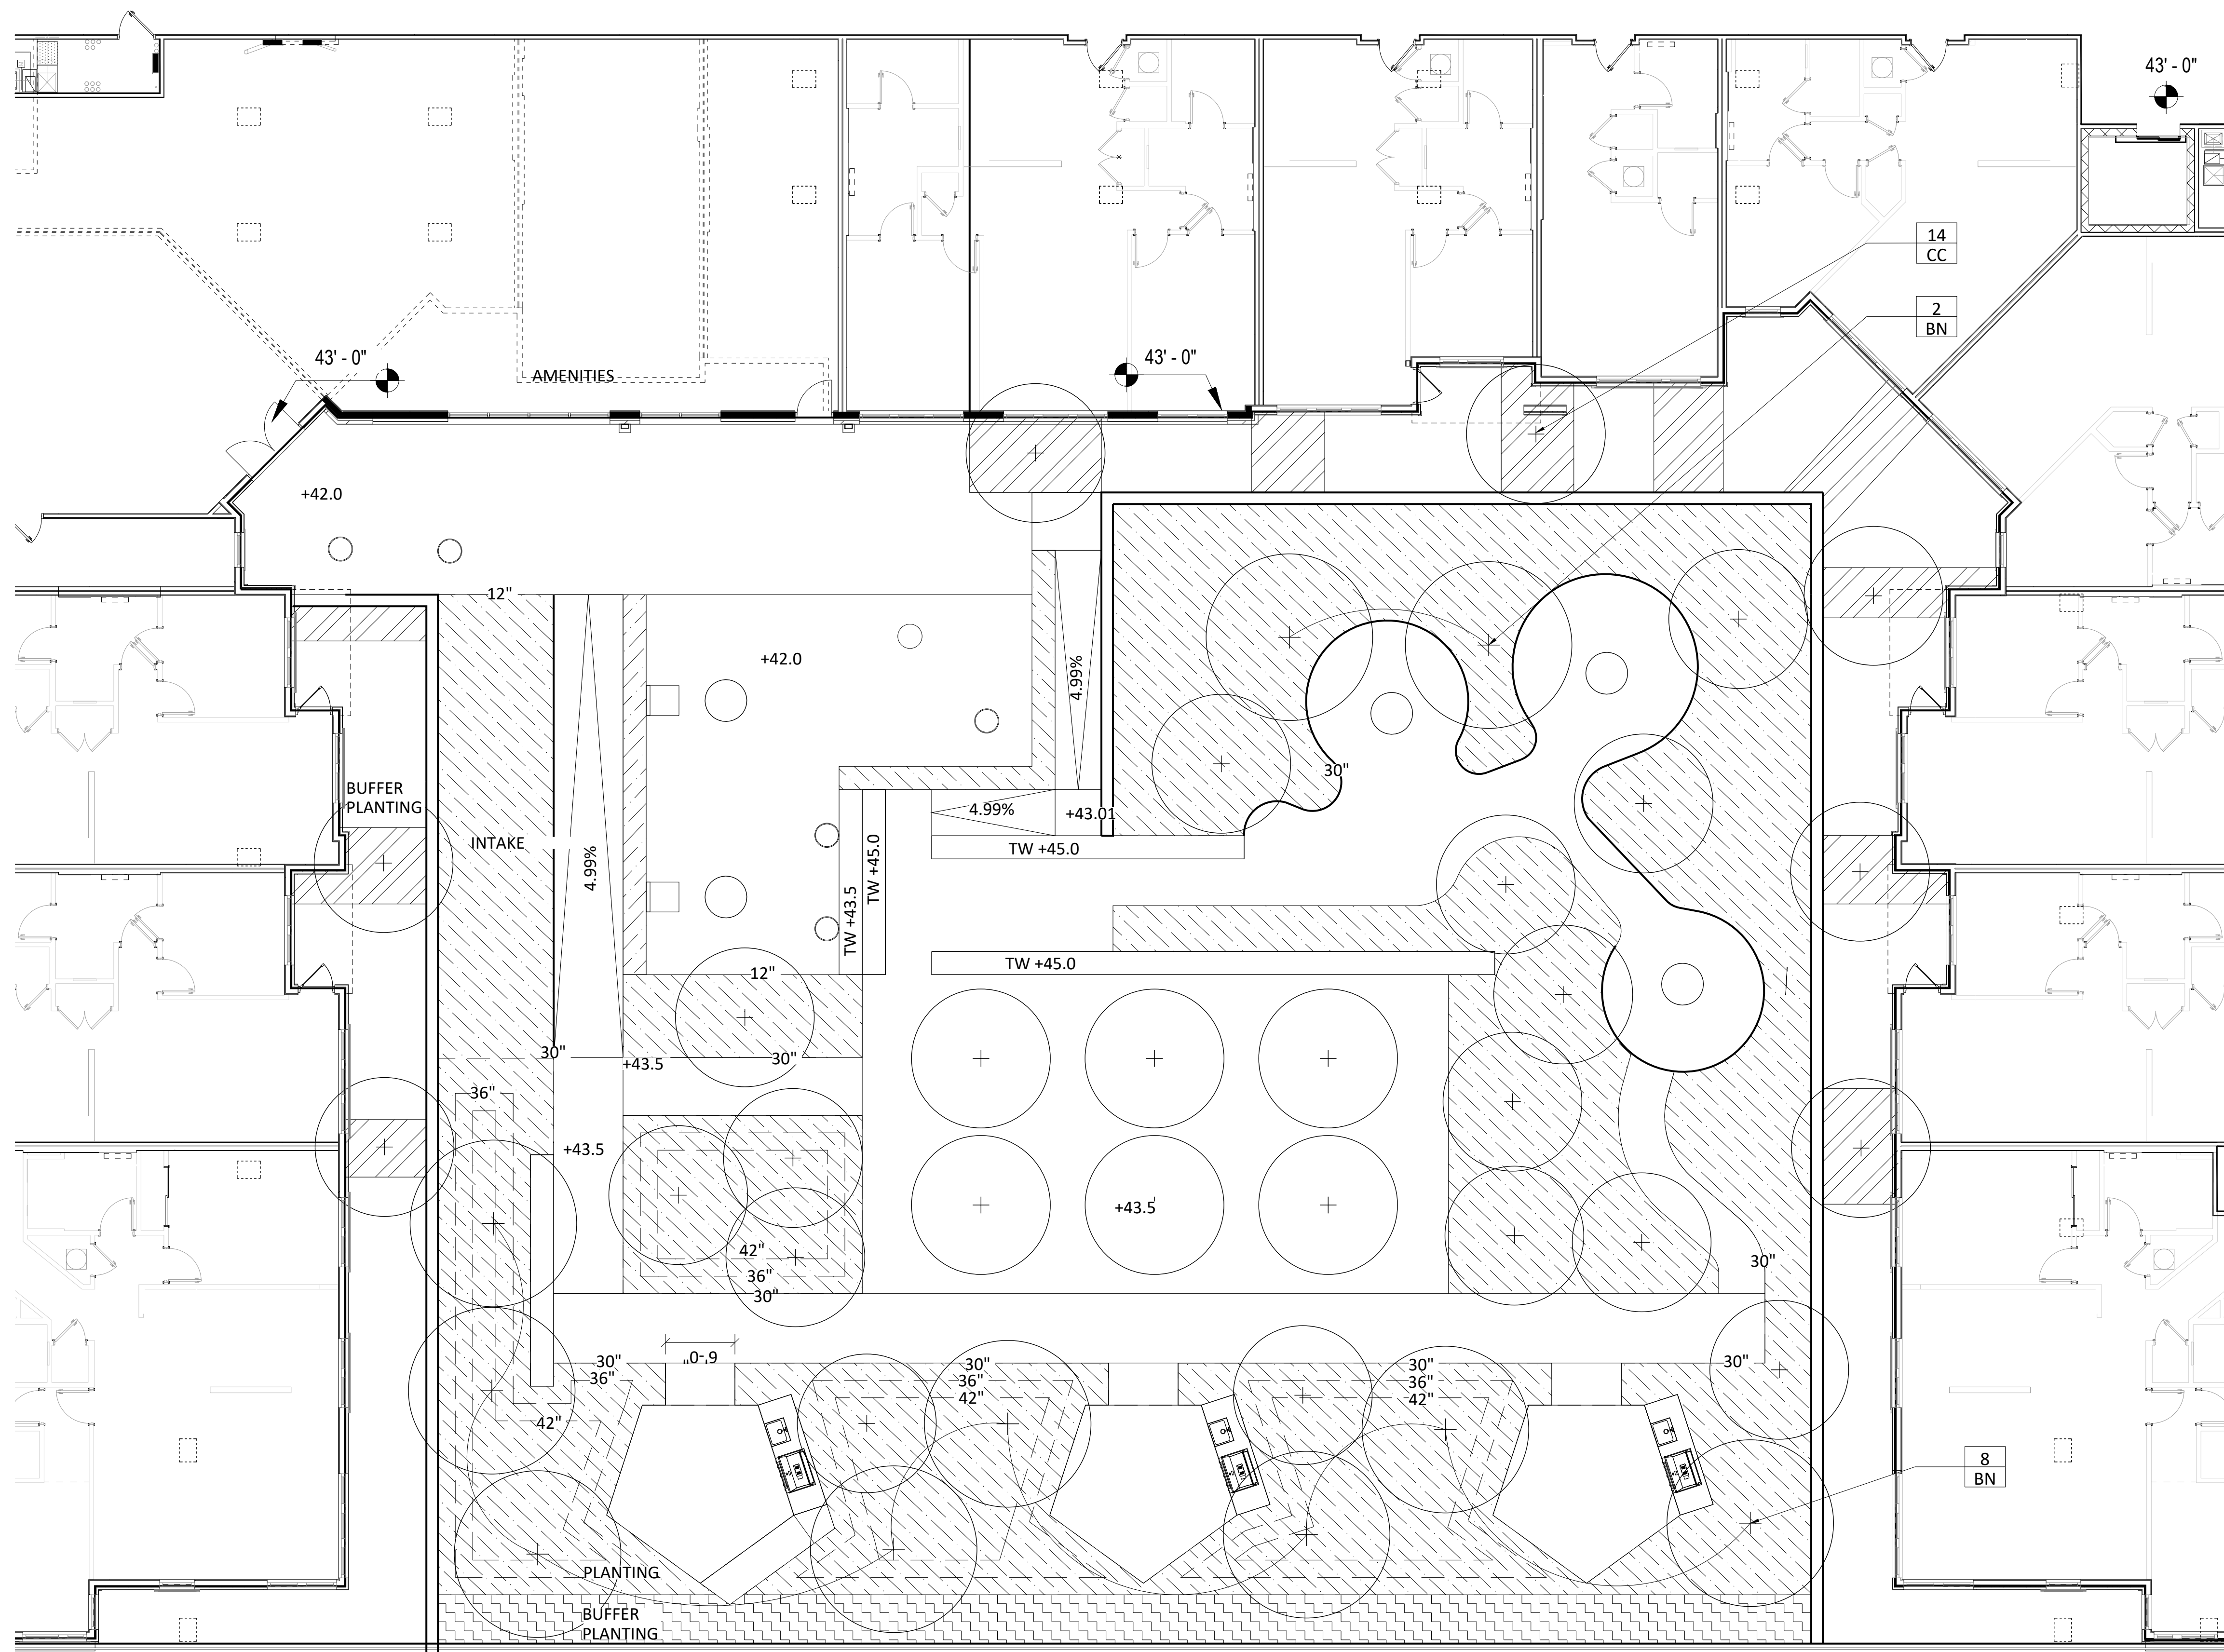 43' - 0"
14
CC
2
BN
43' - 0"
AMENITIES
43' - 0"
+42.0
12"
+42.0
4.99%
30"
BUFFER
PLANTING
4.99%
+43.01
INTAKE
4.99%
TW +45.0
TW +45.0
TW +43.5
TW +45.0
12"
30"
+43.5
30"
36"
+43.5
+43.5
42"
36"
30"
30"
6'-0"
30"
36"
42"
30"
36"
42"
30"
36"
42"
30"
8
BN
PLANTING
BUFFER
PLANTING